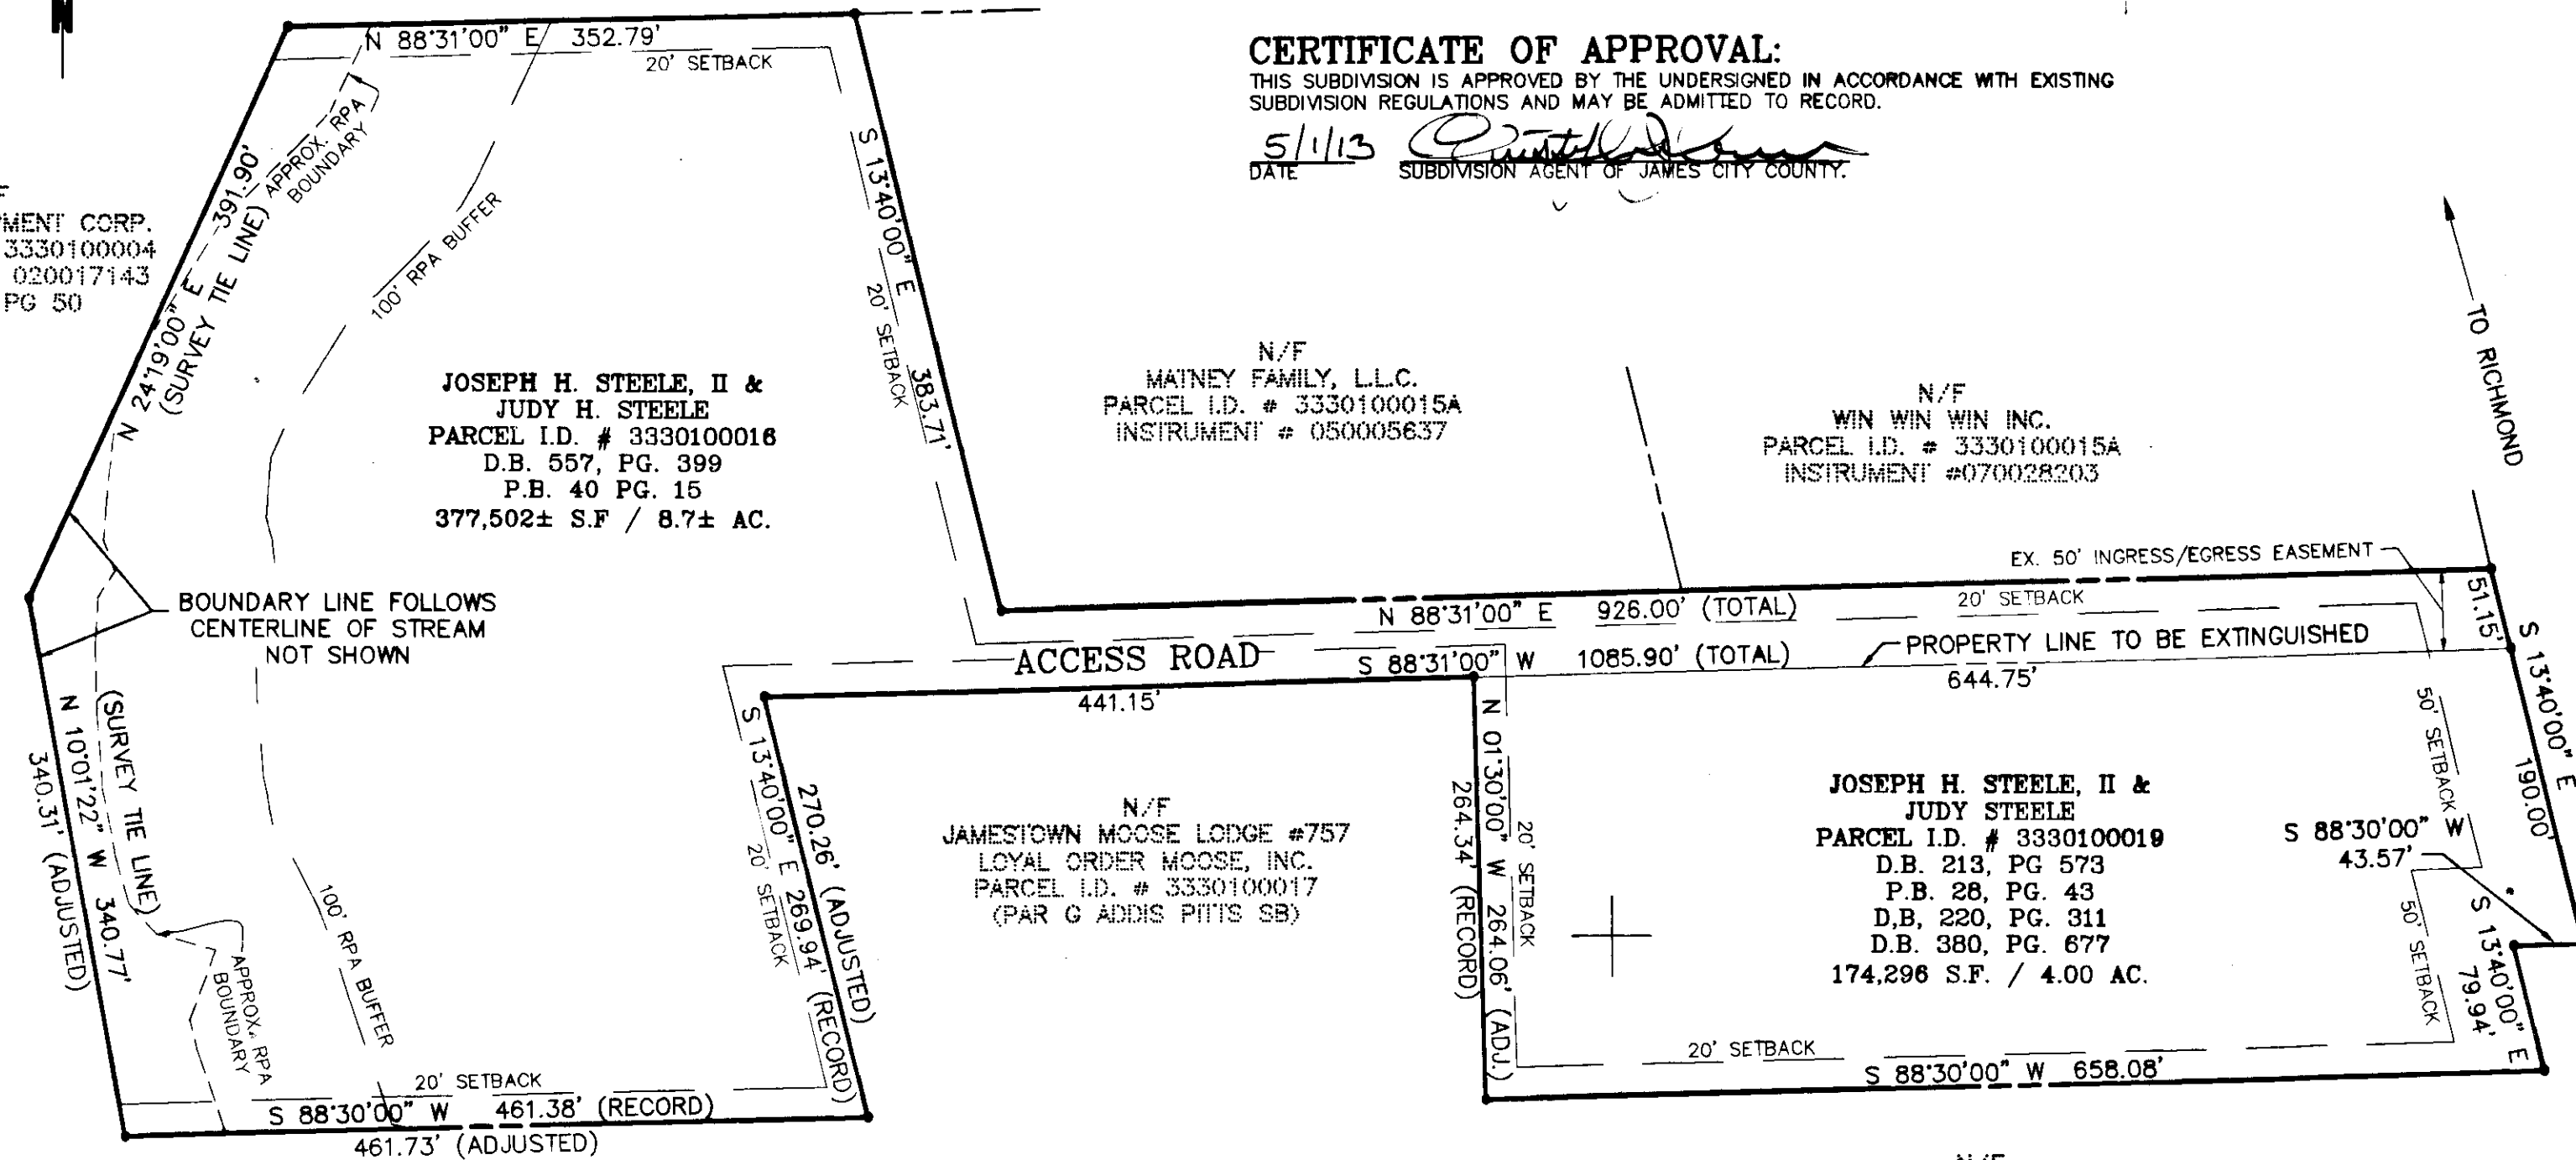 N
N 88°31'00" E 352.79'
20' SETBACK
CERTIFICATE OF APPROVAL:
THIS SUBDIVISION IS APPROVED BY THE UNDERSIGNED IN ACCORDANCE WITH EXISTING
SUBDIVISION REGULATIONS AND MAY BE ADMITTED TO RECORD.
5/1/13
DATE
SUBDIVISION AGENT OF JAMES CITY COUNTY.
MENT CORP.
3330100004
020017143
PG 50
N 24°19'00" E 391.90'
(SURVEY TIE LINE)
APPROX. RPA
BOUNDARY
100' RPA BUFFER
S 13°40'00" E 383.71'
20' SETBACK
JOSEPH H. STEELE, II &
JUDY H. STEELE
PARCEL I.D. # 3330100016
D.B. 557, PG. 399
P.B. 40 PG. 15
377,502± S.F / 8.7± AC.
N/F
MATNEY FAMILY, L.L.C.
PARCEL I.D. # 3330100015A
INSTRUMENT # 050005637
N/F
WIN WIN WIN INC.
PARCEL I.D. # 3330100015A
INSTRUMENT #070028203
TO RICHMOND
EX. 50' INGRESS/EGRESS EASEMENT
BOUNDARY LINE FOLLOWS
CENTERLINE OF STREAM
NOT SHOWN
N 88°31'00" E 926.00' (TOTAL)
20' SETBACK
51.15'
ACCESS ROAD
S 88°31'00" W 1085.90' (TOTAL)
PROPERTY LINE TO BE EXTINGUISHED
441.15'
644.75'
S 13°40'00" E
190.00'
N 10°01'22" W 340.77'
340.31' (ADJUSTED)
(SURVEY TIE LINE)
APPROX. RPA
BOUNDARY
100' RPA BUFFER
S 13°40'00" E 269.94' (RECORD)
270.26' (ADJUSTED)
20' SETBACK
N/F
JAMESTOWN MOOSE LODGE #757
LOYAL ORDER MOOSE, INC.
PARCEL I.D. # 3330100017
(PAR G ADDIS PITTS SB)
N 01°30'00" W 264.06' (ADJ.)
264.34' (RECORD)
20' SETBACK
JOSEPH H. STEELE, II &
JUDY STEELE
PARCEL I.D. # 3330100019
D.B. 213, PG 573
P.B. 28, PG. 43
D,B, 220, PG. 311
D.B. 380, PG. 677
174,296 S.F. / 4.00 AC.
50' SETBACK
S 88°30'00" W
43.57'
50' SETBACK
S 13°40'00" E
79.94'
20' SETBACK
S 88°30'00" W 658.08'
20' SETBACK
S 88°30'00" W 461.38' (RECORD)
461.73' (ADJUSTED)
N/F